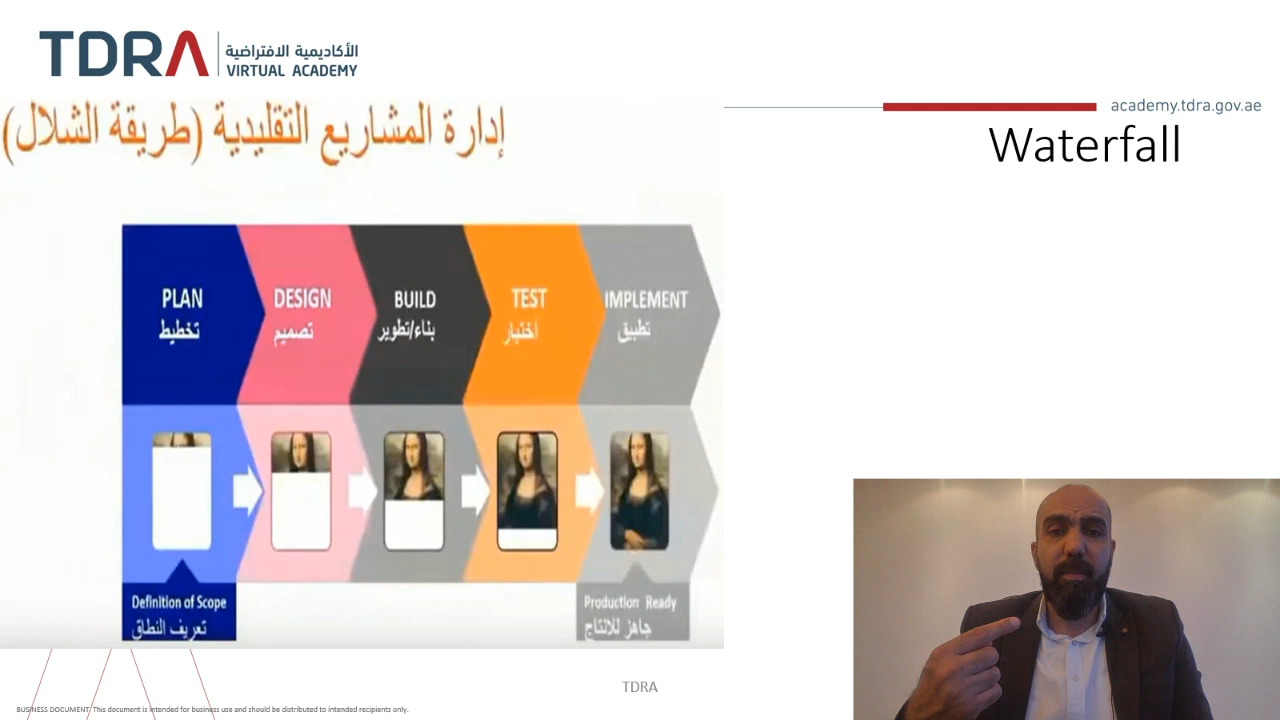 TDRA
الأكاديمية الافتراضية
VIRTUAL ACADEMY
academy.tdra.gov.ae
إدارة المشاريع التقليدية (طريقة الشلال)
Waterfall
PLAN
تخطيط
DESIGN
تصميم
BUILD
بناء/تطوير
TEST
اختبار
IMPLEMENT
تطبيق
Definition of Scope
تعريف النطاق
Production Ready
جاهز للانتاج
TDRA
BUSINESS DOCUMENT: This document is intended for business use and should be distributed to intended recipients only.